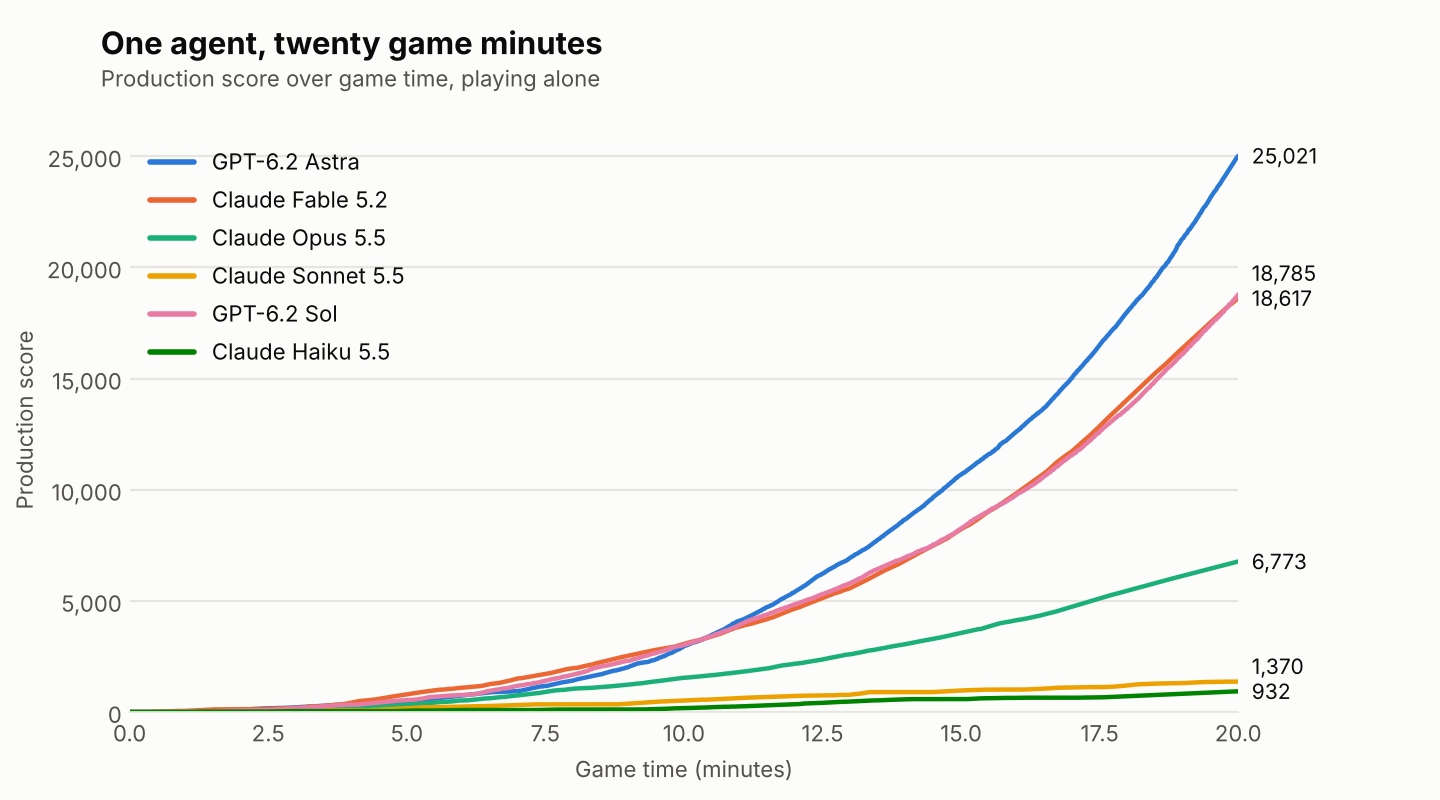 One agent, twenty game minutes
Production score over game time, playing alone
25,000
20,000
15,000
10,000
5,000
0
Production score
GPT-6.2 Astra
Claude Fable 5.2
Claude Opus 5.5
Claude Sonnet 5.5
GPT-6.2 Sol
Claude Haiku 5.5
25,021
18,785
18,617
6,773
1,370
932
0.0 2.5 5.0 7.5 10.0 12.5 15.0 17.5 20.0
Game time (minutes)